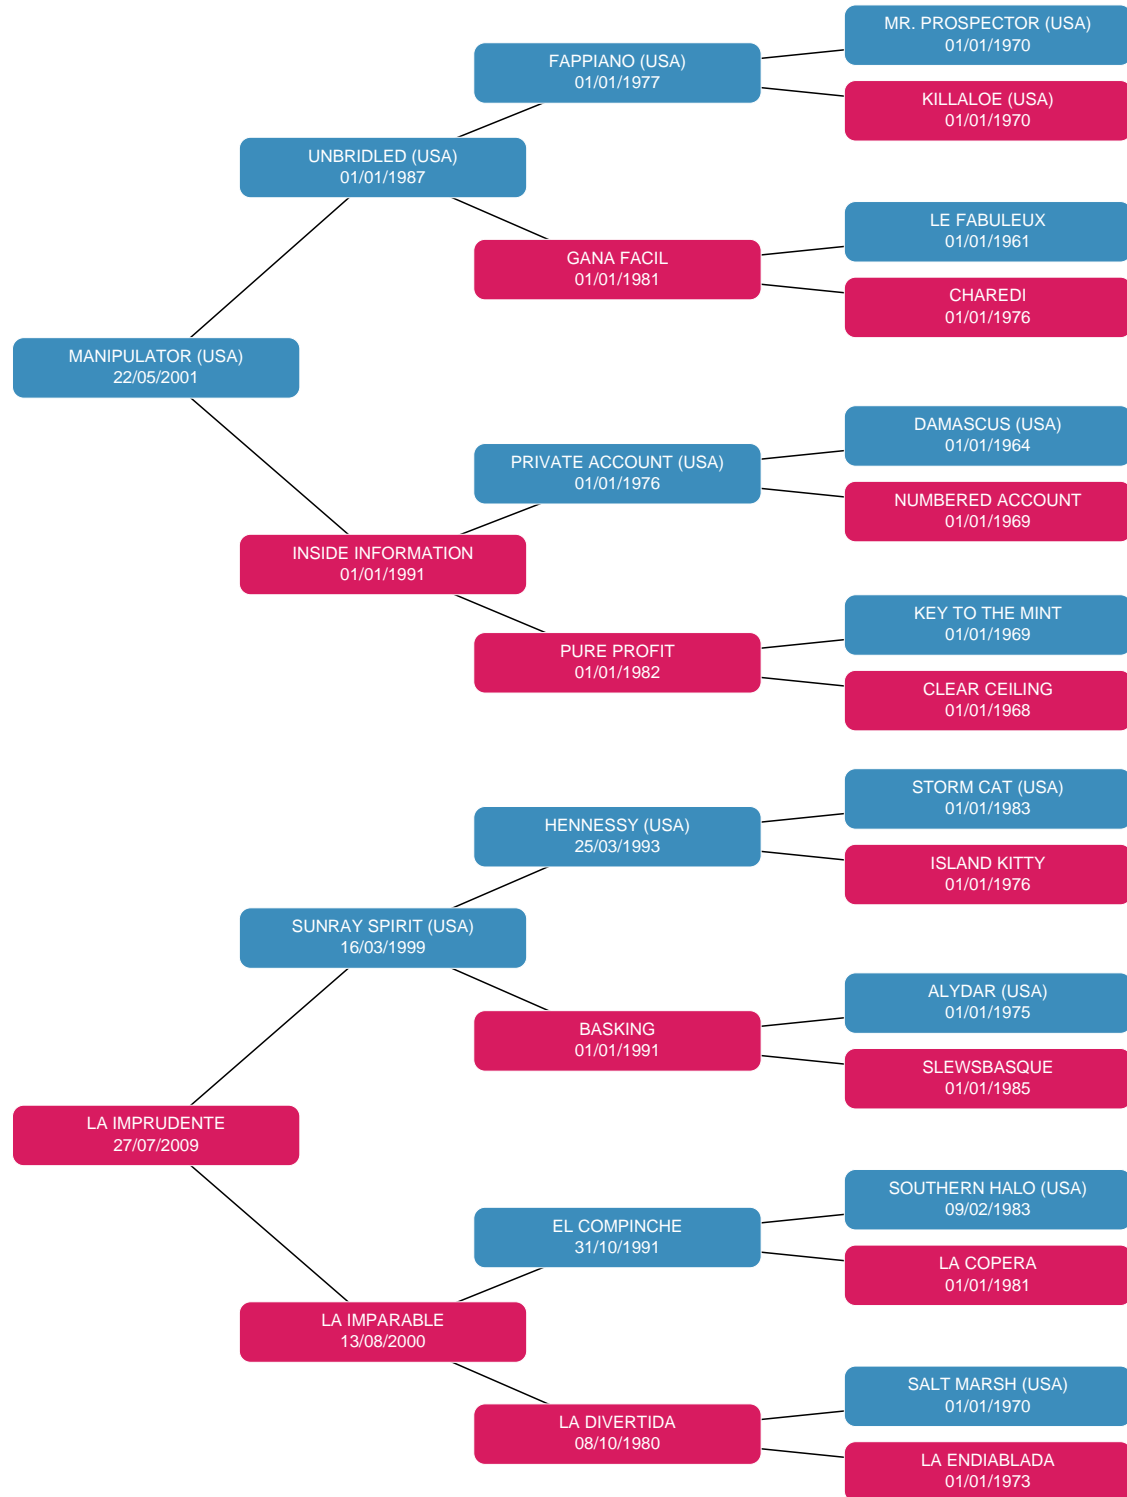 MR. PROSPECTOR (USA)
01/01/1970
FAPPIANO (USA)
01/01/1977
KILLALOE (USA)
01/01/1970
UNBRIDLED (USA)
01/01/1987
LE FABULEUX
01/01/1961
GANA FACIL
01/01/1981
CHAREDI
01/01/1976
MANIPULATOR (USA)
22/05/2001
DAMASCUS (USA)
01/01/1964
PRIVATE ACCOUNT (USA)
01/01/1976
NUMBERED ACCOUNT
01/01/1969
INSIDE INFORMATION
01/01/1991
KEY TO THE MINT
01/01/1969
PURE PROFIT
01/01/1982
CLEAR CEILING
01/01/1968
STORM CAT (USA)
01/01/1983
HENNESSY (USA)
25/03/1993
ISLAND KITTY
01/01/1976
SUNRAY SPIRIT (USA)
16/03/1999
ALYDAR (USA)
01/01/1975
BASKING
01/01/1991
SLEWSBASQUE
01/01/1985
LA IMPRUDENTE
27/07/2009
SOUTHERN HALO (USA)
09/02/1983
EL COMPINCHE
31/10/1991
LA COPERA
01/01/1981
LA IMPARABLE
13/08/2000
SALT MARSH (USA)
01/01/1970
LA DIVERTIDA
08/10/1980
LA ENDIABLADA
01/01/1973